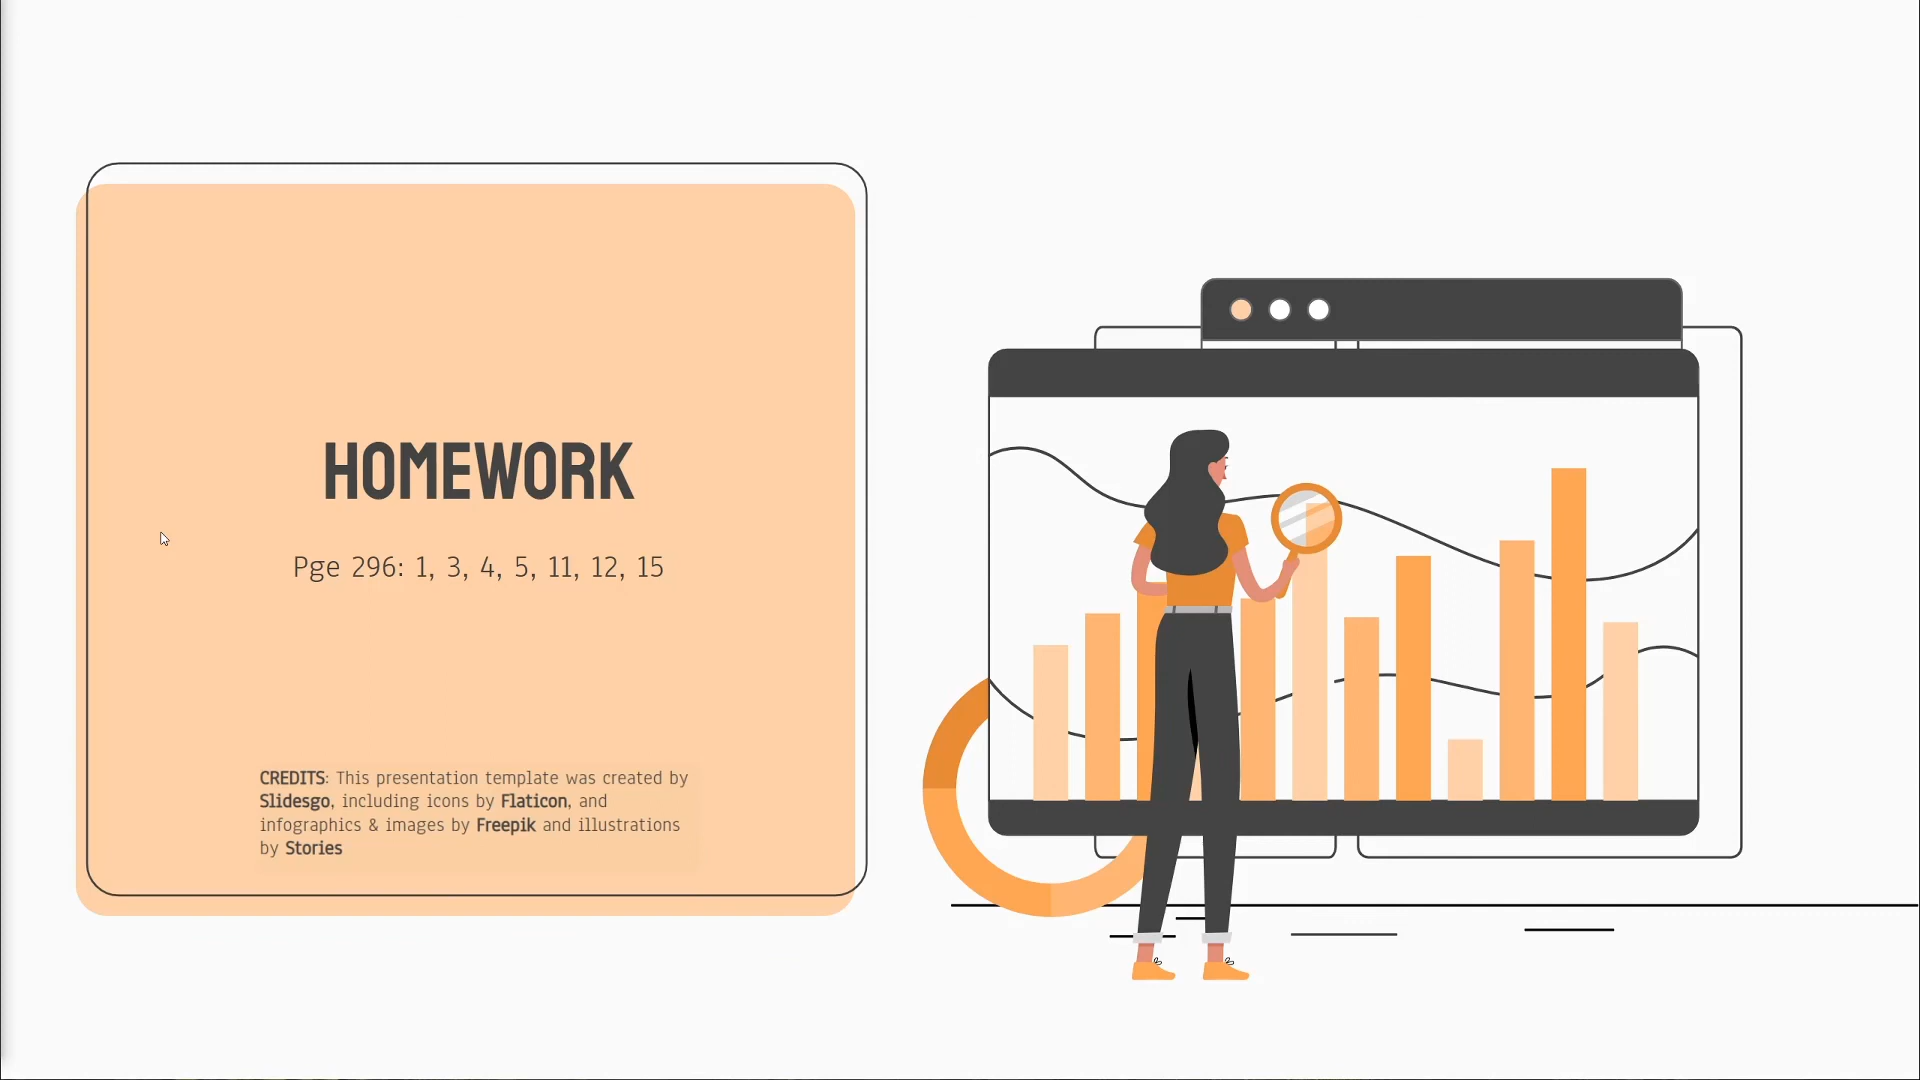 HOMEWORK
Pge 296: 1, 3, 4, 5, 11, 12, 15
CREDITS: This presentation template was created by
Slidesgo, including icons by Flaticon, and
infographics & images by Freepik and illustrations
by Stories